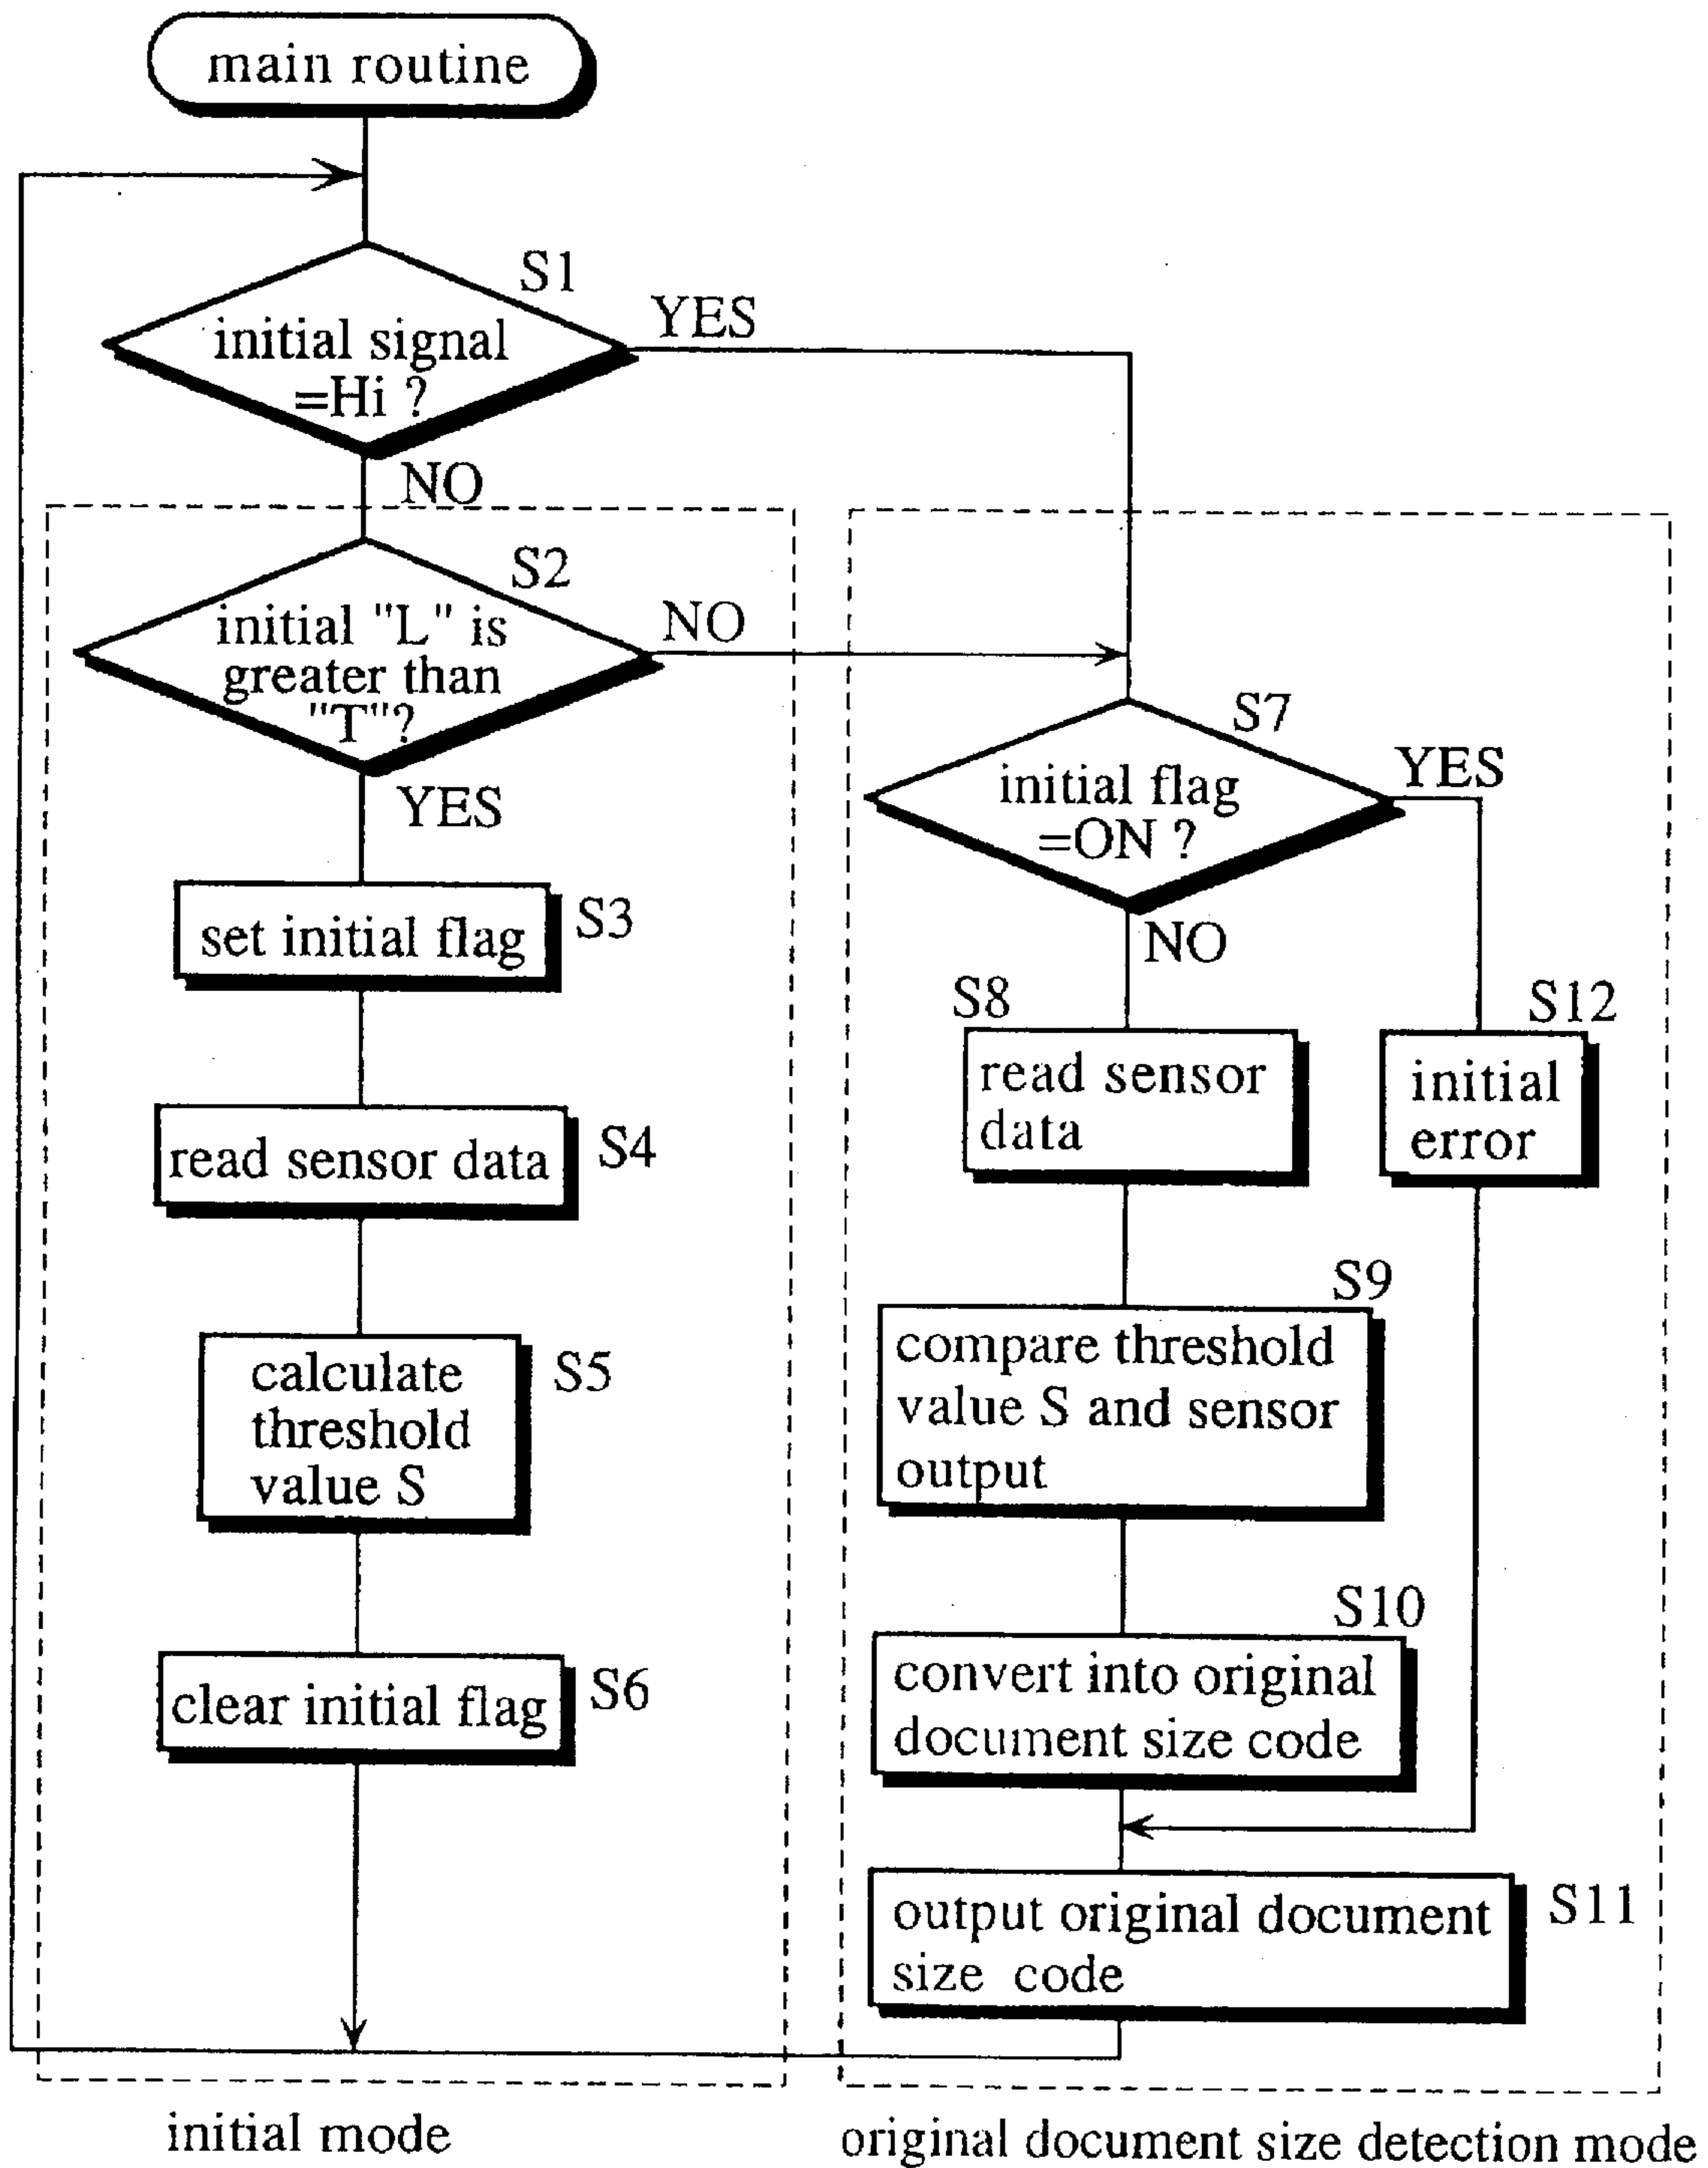 main routine
S1
initial signal
=Hi ?
YES
NO
S2
initial "L" is
greater than
"T"?
NO
YES
S3
set initial flag
S4
read sensor data
S5
calculate
threshold
value S
S6
clear initial flag
initial mode
S7
initial flag
=ON ?
YES
NO
S8
read sensor
data
S12
initial
error
S9
compare threshold
value S and sensor
output
S10
convert into original
document size code
S11
output original document
size code
original document size detection mode